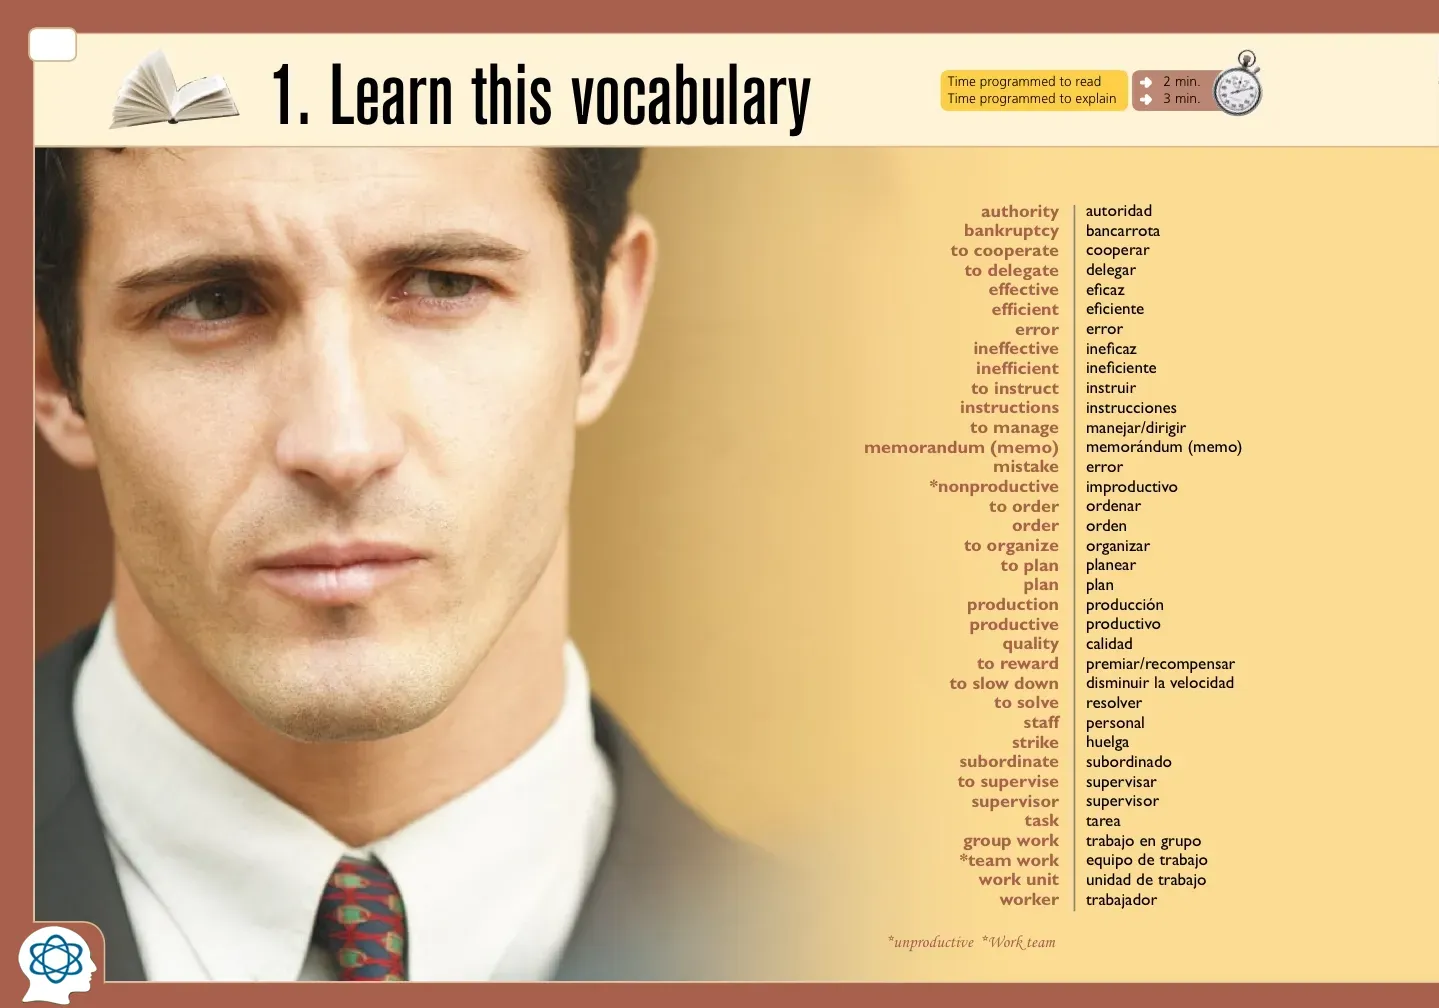 1. Learn this vocabulary
Time programmed to read 2 min.
Time programmed to explain 3 min.
authority autoridad
bankruptcy bancarrota
to cooperate cooperar
to delegate delegar
effective eficaz
efficient eficiente
error error
ineffective ineficaz
inefficient ineficiente
to instruct instruir
instructions instrucciones
to manage manejar/dirigir
memorandum (memo) memorándum (memo)
mistake error
*nonproductive improductivo
to order ordenar
order orden
to organize organizar
to plan planear
plan plan
production producción
productive productivo
quality calidad
to reward premiar/recompensar
to slow down disminuir la velocidad
to solve resolver
staff personal
strike huelga
subordinate subordinado
to supervise supervisar
supervisor supervisor
task tarea
group work trabajo en grupo
*team work equipo de trabajo
work unit unidad de trabajo
worker trabajador
*unproductive *Work team